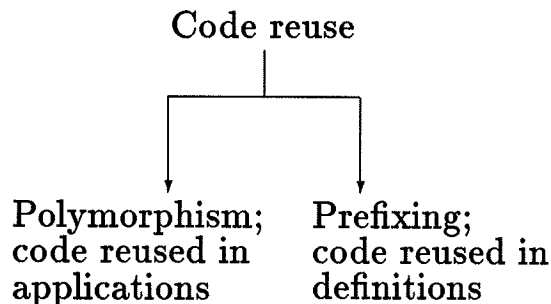 Code reuse
Polymorphism;
code reused in
applications
Prefixing;
code reused in
definitions